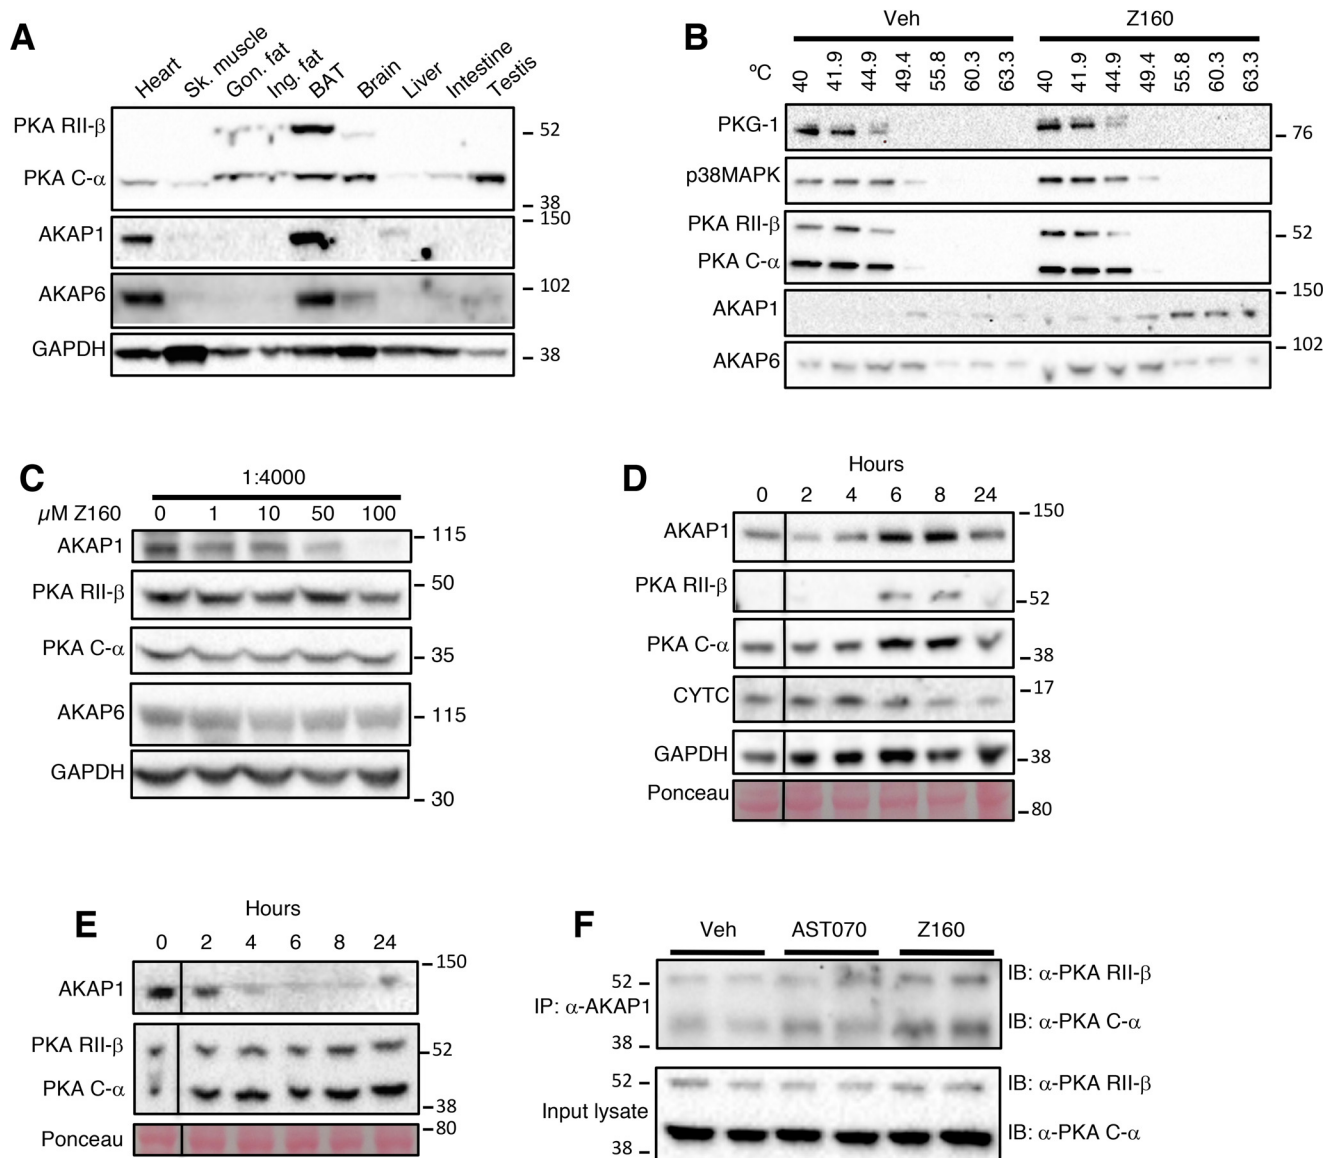 A
Heart
Sk. muscle
Gon. fat
Ing. fat
BAT
Brain
Liver
Intestine
Testis
PKA RII-β
52
PKA C-α
38
150
AKAP1
102
AKAP6
GAPDH
38
B
Veh Z160
ºC 40 41.9 44.9 49.4 55.8 60.3 63.3 40 41.9 44.9 49.4 55.8 60.3 63.3
PKG-1
76
p38MAPK
PKA RII-β
52
PKA C-α
150
AKAP1
102
AKAP6
C
1:4000
µM Z160 0 1 10 50 100
115
AKAP1
50
PKA RII-β
PKA C-α
35
AKAP6
115
GAPDH
30
D
Hours
0 2 4 6 8 24
150
AKAP1
PKA RII-β
52
PKA C-α
38
17
CYTC
GAPDH
38
Ponceau
80
E
Hours
0 2 4 6 8 24
150
AKAP1
PKA RII-β
52
PKA C-α
38
80
Ponceau
F
Veh AST070 Z160
52
IB: α-PKA RII-β
IP: α-AKAP1
IB: α-PKA C-α
38
52
IB: α-PKA RII-β
Input lysate
IB: α-PKA C-α
38